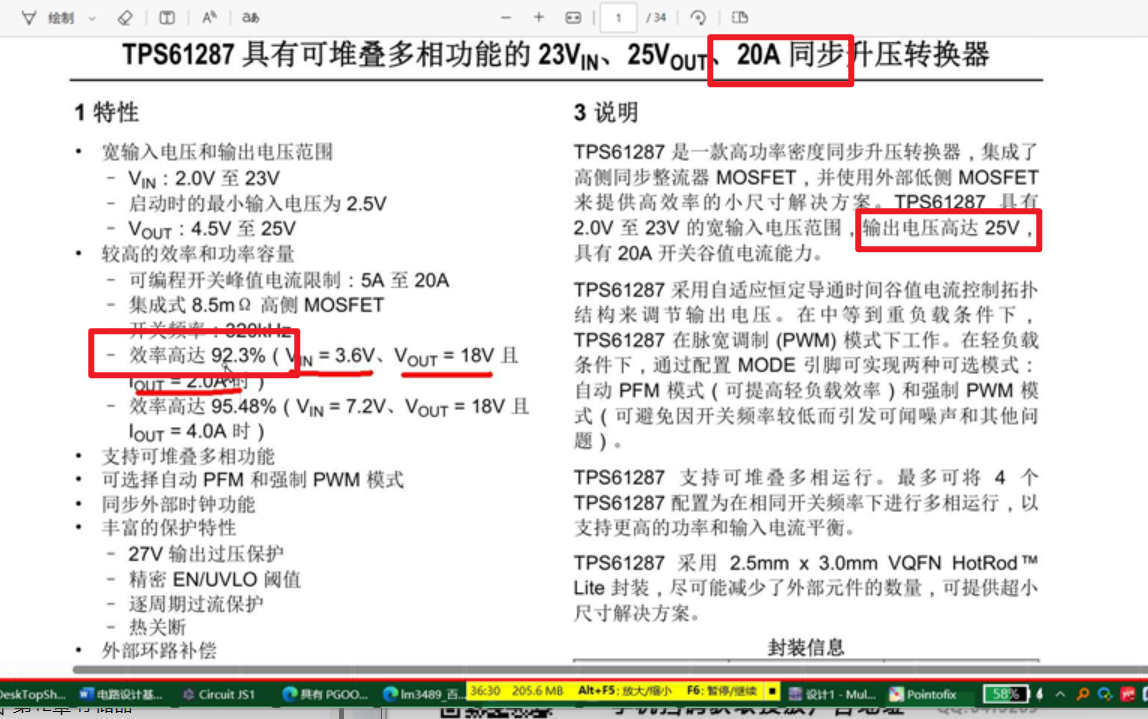 绘制
aあ
1
/ 34
TPS61287 具有可堆叠多相功能的 23VIN、25VOUT、20A 同步升压转换器
1 特性
• 宽输入电压和输出电压范围
– VIN：2.0V 至 23V
– 启动时的最小输入电压为 2.5V
– VOUT：4.5V 至 25V
• 较高的效率和功率容量
– 可编程开关峰值电流限制：5A 至 20A
– 集成式 8.5mΩ 高侧 MOSFET
– 开关频率：320kHz
– 效率高达 92.3%（VIN = 3.6V、VOUT = 18V 且
IOUT = 2.0A 时）
– 效率高达 95.48%（VIN = 7.2V、VOUT = 18V 且
IOUT = 4.0A 时）
• 支持可堆叠多相功能
• 可选择自动 PFM 和强制 PWM 模式
• 同步外部时钟功能
• 丰富的保护特性
– 27V 输出过压保护
– 精密 EN/UVLO 阈值
– 逐周期过流保护
– 热关断
• 外部环路补偿
3 说明
TPS61287 是一款高功率密度同步升压转换器，集成了
高侧同步整流器 MOSFET，并使用外部低侧 MOSFET
来提供高效率的小尺寸解决方案。TPS61287 具有
2.0V 至 23V 的宽输入电压范围，输出电压高达 25V，
具有 20A 开关谷值电流能力。
TPS61287 采用自适应恒定导通时间谷值电流控制拓扑
结构来调节输出电压。在中等到重负载条件下，
TPS61287 在脉宽调制 (PWM) 模式下工作。在轻负载
条件下，通过配置 MODE 引脚可实现两种可选模式：
自动 PFM 模式（可提高轻负载效率）和强制 PWM 模
式（可避免因开关频率较低而引发可闻噪声和其他问
题）。
TPS61287 支持可堆叠多相运行。最多可将 4 个
TPS61287 配置为在相同开关频率下进行多相运行，以
支持更高的功率和输入电流平衡。
TPS61287 采用 2.5mm x 3.0mm VQFN HotRod™
Lite 封装，尽可能减少了外部元件的数量，可提供超小
尺寸解决方案。
封装信息
DeskTopSh... 电路设计基... Circuit JS1 具有 PGOO... lm3489_百... 36:30 205.6 MB Alt+F5: 放大/缩小 F6: 暂停/继续 设计1 - Mul... Pointofix 58%